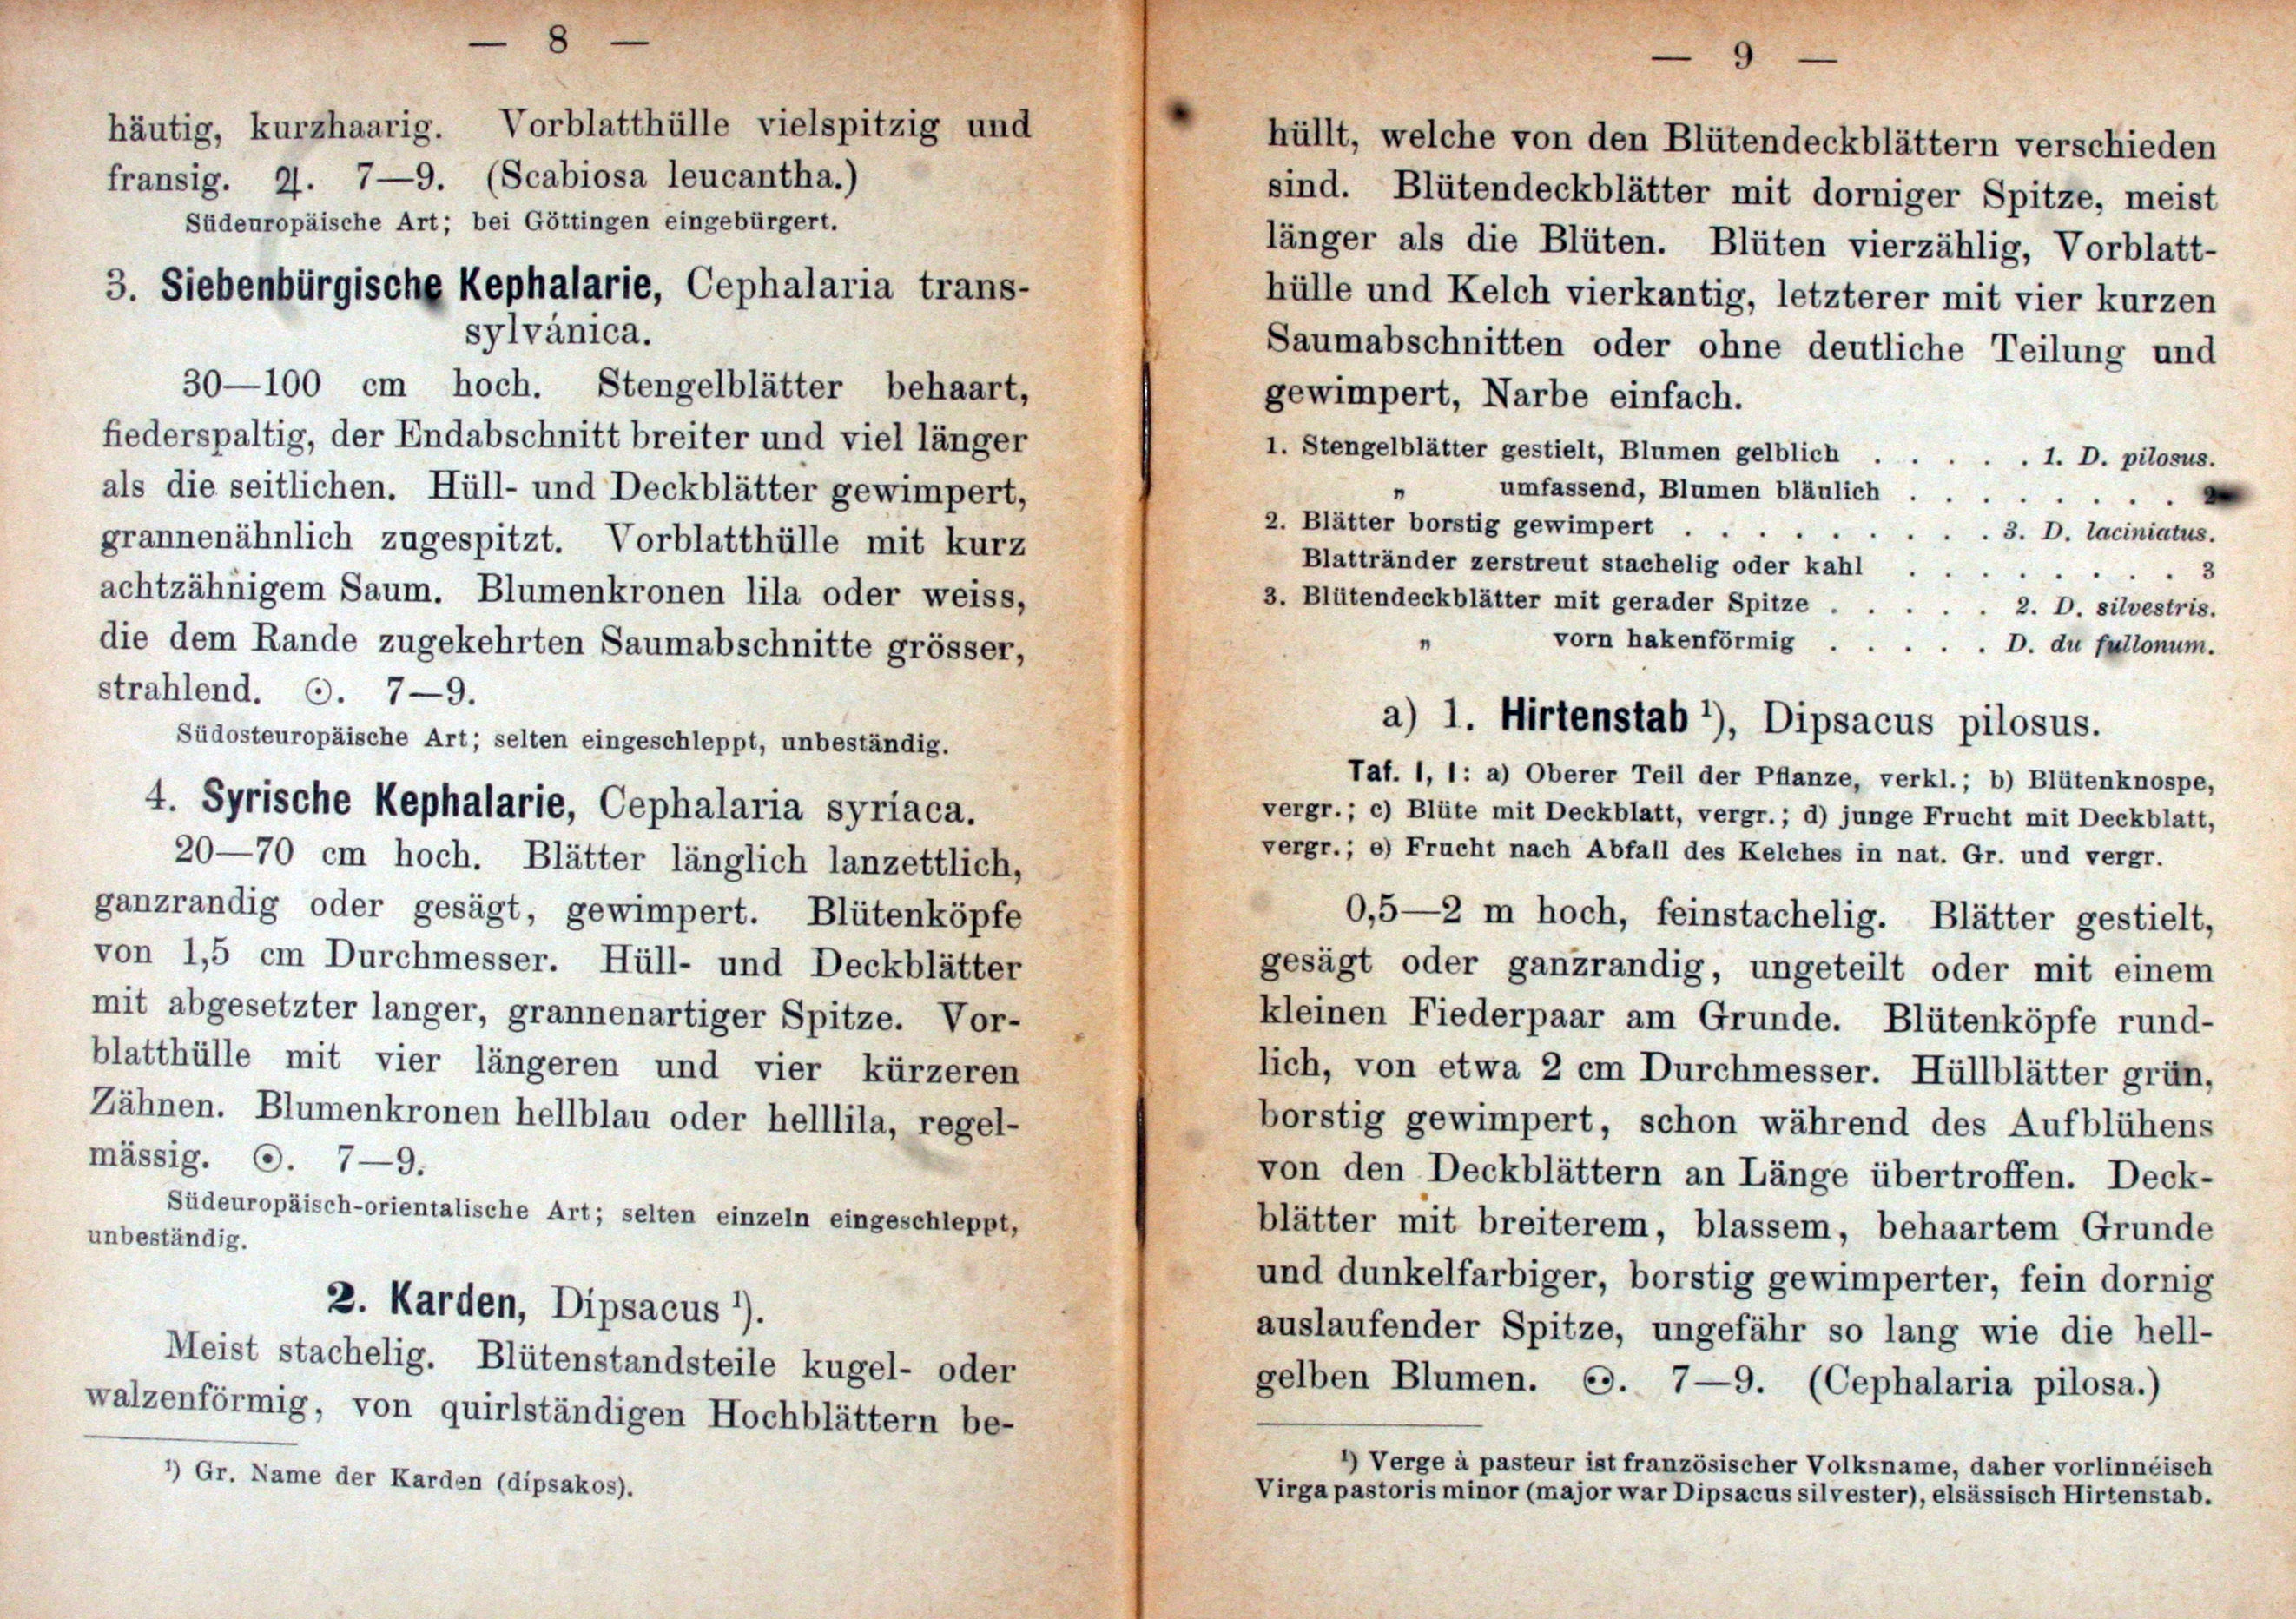 — 8 —
häutig, kurzhaarig. Vorblatthülle vielspitzig und
fransig. ♃. 7—9. (Scabiosa leucantha.)
Südeuropäische Art; bei Göttingen eingebürgert.
3. Siebenbürgische Kephalarie, Cephalaria trans-
sylvánica.
30—100 cm hoch. Stengelblätter behaart,
fiederspaltig, der Endabschnitt breiter und viel länger
als die seitlichen. Hüll- und Deckblätter gewimpert,
grannenähnlich zugespitzt. Vorblatthülle mit kurz
achtzähnigem Saum. Blumenkronen lila oder weiss,
die dem Rande zugekehrten Saumabschnitte grösser,
strahlend. ⊙. 7—9.
Südosteuropäische Art; selten eingeschleppt, unbeständig.
4. Syrische Kephalarie, Cephalaria syríaca.
20—70 cm hoch. Blätter länglich lanzettlich,
ganzrandig oder gesägt, gewimpert. Blütenköpfe
von 1,5 cm Durchmesser. Hüll- und Deckblätter
mit abgesetzter langer, grannenartiger Spitze. Vor-
blatthülle mit vier längeren und vier kürzeren
Zähnen. Blumenkronen hellblau oder helllila, regel-
mässig. ⊙. 7—9.
Südeuropäisch-orientalische Art; selten einzeln eingeschleppt,
unbeständig.
2. Karden, Dipsacus ¹).
Meist stachelig. Blütenstandsteile kugel- oder
walzenförmig, von quirlständigen Hochblättern be-
¹) Gr. Name der Karden (dipsakos).
— 9 —
hüllt, welche von den Blütendeckblättern verschieden
sind. Blütendeckblätter mit dorniger Spitze, meist
länger als die Blüten. Blüten vierzählig, Vorblatt-
hülle und Kelch vierkantig, letzterer mit vier kurzen
Saumabschnitten oder ohne deutliche Teilung und
gewimpert, Narbe einfach.
1. Stengelblätter gestielt, Blumen gelblich . . . . . 1. D. pilosus.
„ umfassend, Blumen bläulich . . . . . . . .
2. Blätter borstig gewimpert . . . . . . . . . 3. D. laciniatus.
Blattränder zerstreut stachelig oder kahl . . . . . . . . 3
3. Blütendeckblätter mit gerader Spitze . . . . . 2. D. silvestris.
„ vorn hakenförmig . . . . . D. du fullonum.
a) 1. Hirtenstab ¹), Dipsacus pilosus.
Taf. 1, 1: a) Oberer Teil der Pflanze, verkl.; b) Blütenknospe,
vergr.; c) Blüte mit Deckblatt, vergr.; d) junge Frucht mit Deckblatt,
vergr.; e) Frucht nach Abfall des Kelches in nat. Gr. und vergr.
0,5—2 m hoch, feinstachelig. Blätter gestielt,
gesägt oder ganzrandig, ungeteilt oder mit einem
kleinen Fiederpaar am Grunde. Blütenköpfe rund-
lich, von etwa 2 cm Durchmesser. Hüllblätter grün,
borstig gewimpert, schon während des Aufblühens
von den Deckblättern an Länge übertroffen. Deck-
blätter mit breiterem, blassem, behaartem Grunde
und dunkelfarbiger, borstig gewimperter, fein dornig
auslaufender Spitze, ungefähr so lang wie die hell-
gelben Blumen. 7—9. (Cephalaria pilosa.)
¹) Verge à pasteur ist französischer Volksname, daher vorlinnéisch
Virga pastoris minor (major war Dipsacus silvester), elsässisch Hirtenstab.